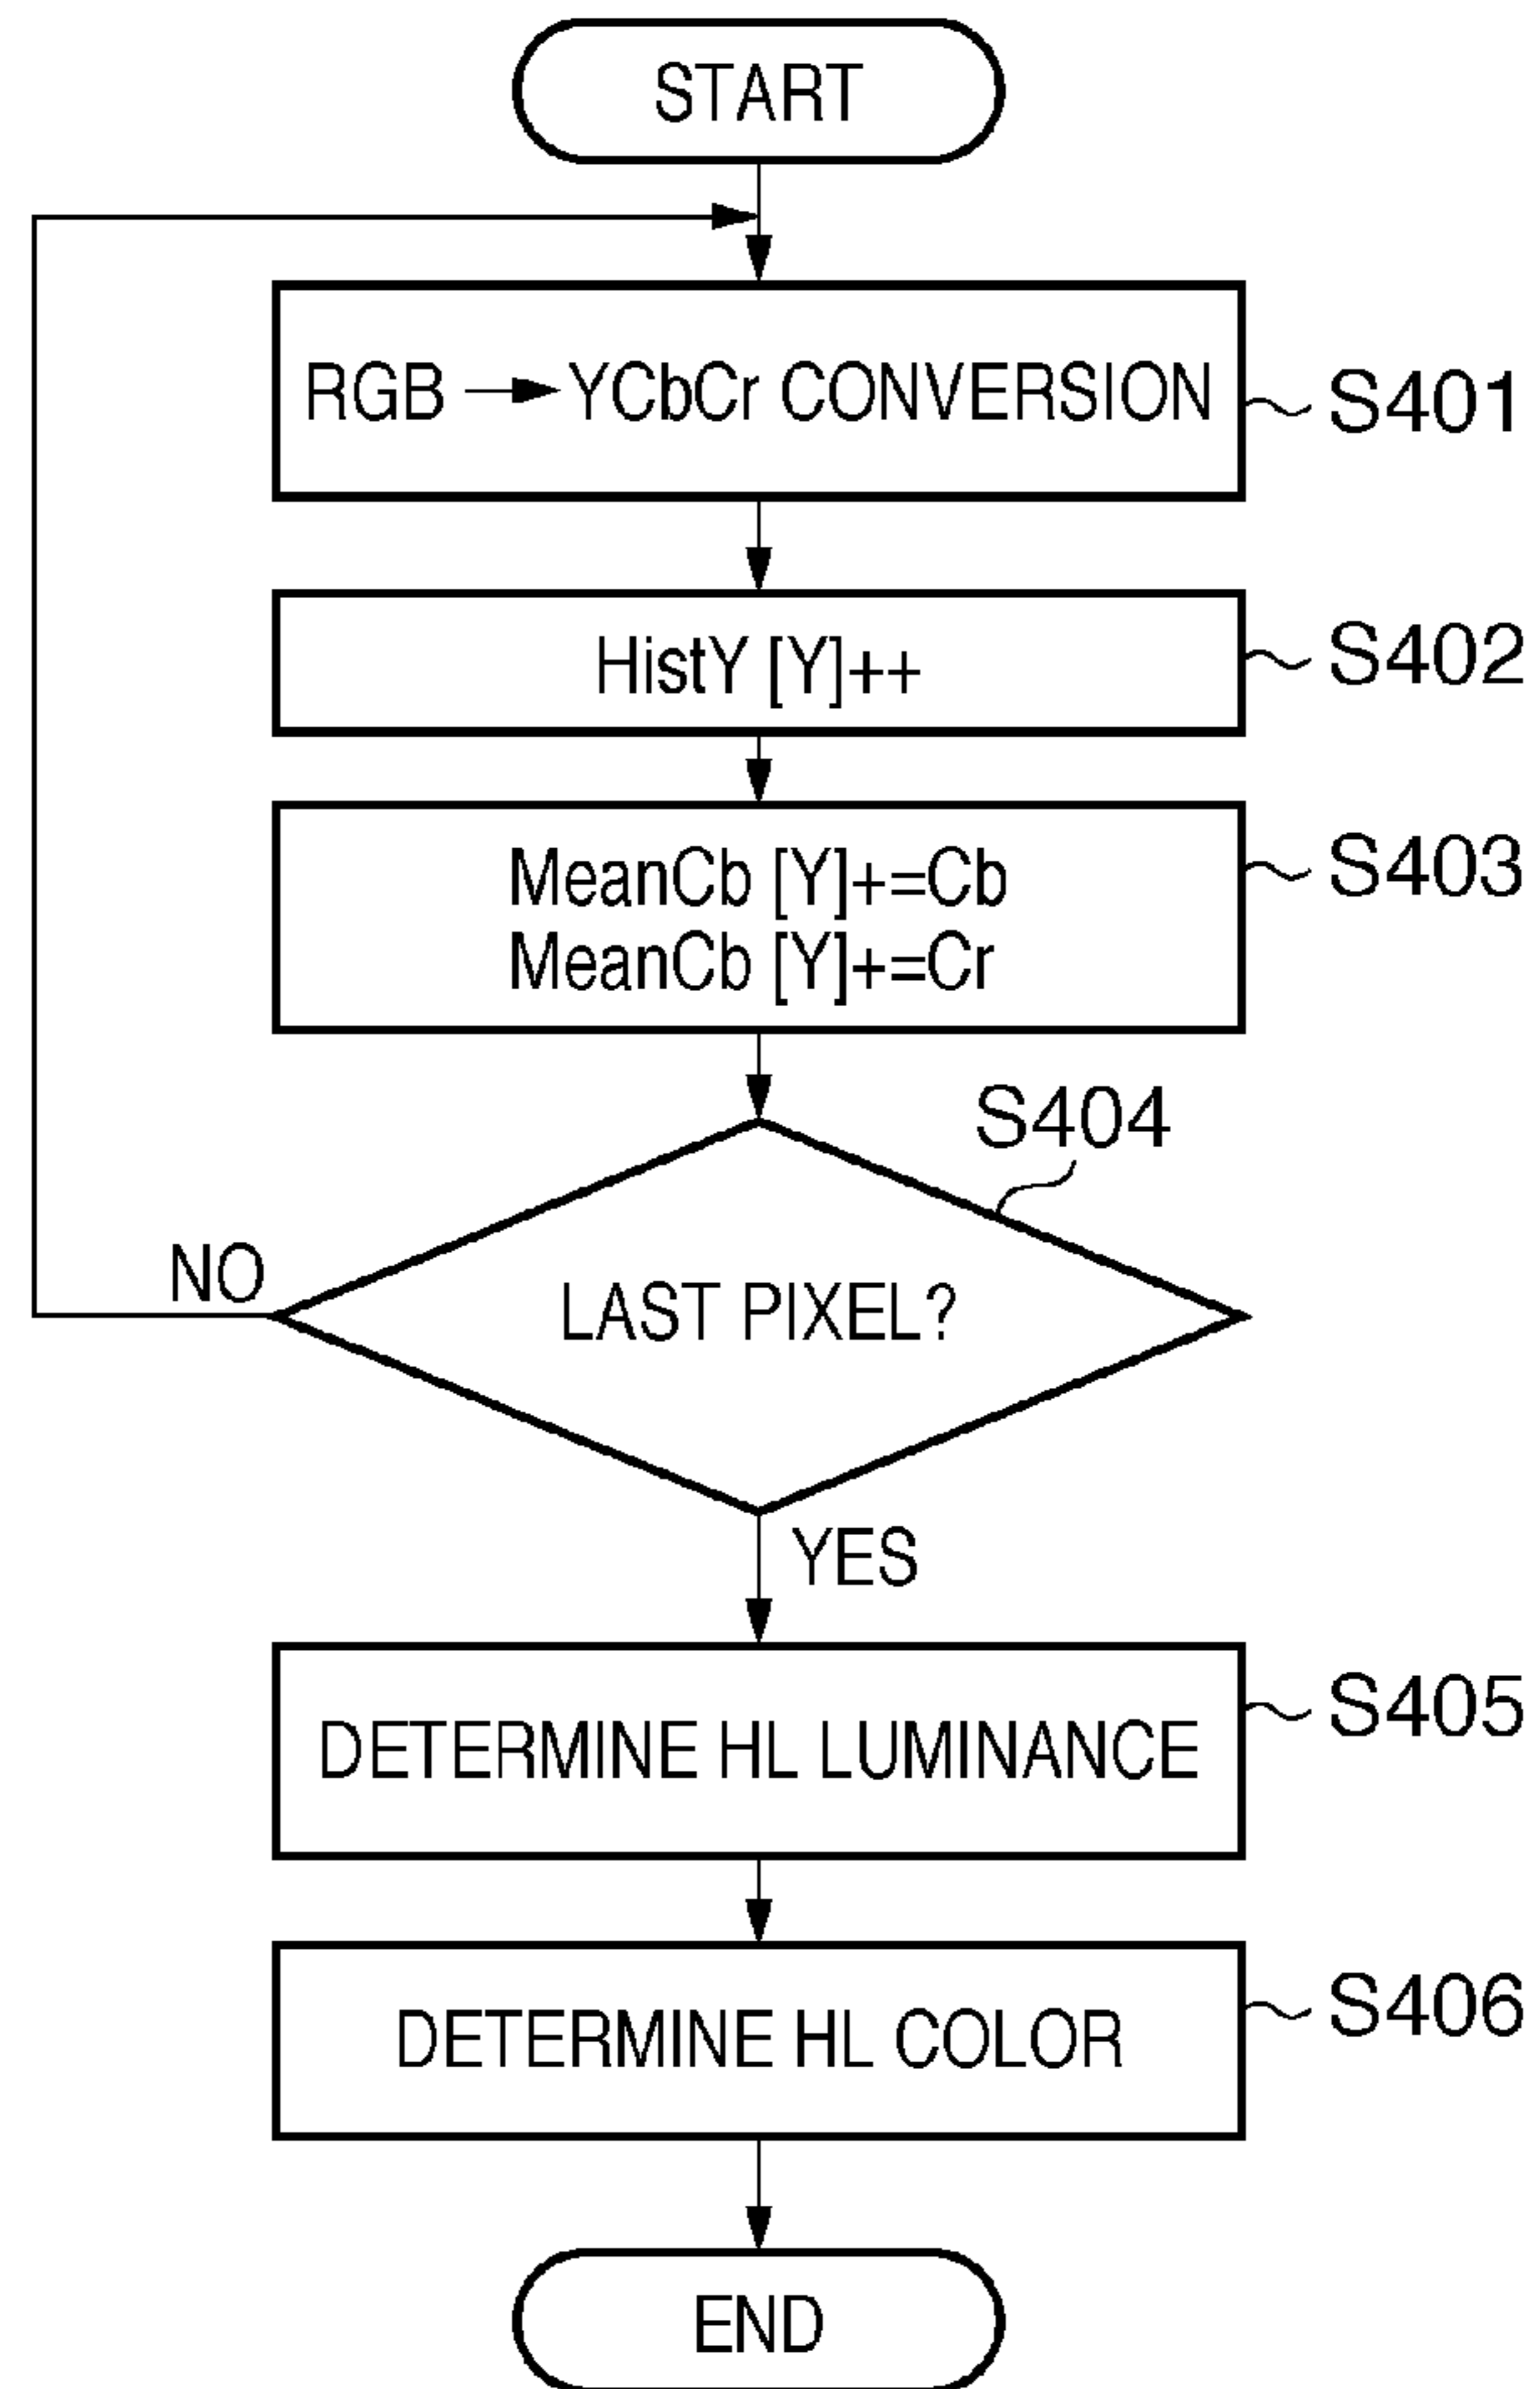 START
RGB → YCbCr CONVERSION
S401
HistY [Y]++
S402
MeanCb [Y]+=Cb
MeanCb [Y]+=Cr
S403
S404
LAST PIXEL?
NO
YES
DETERMINE HL LUMINANCE
S405
DETERMINE HL COLOR
S406
END